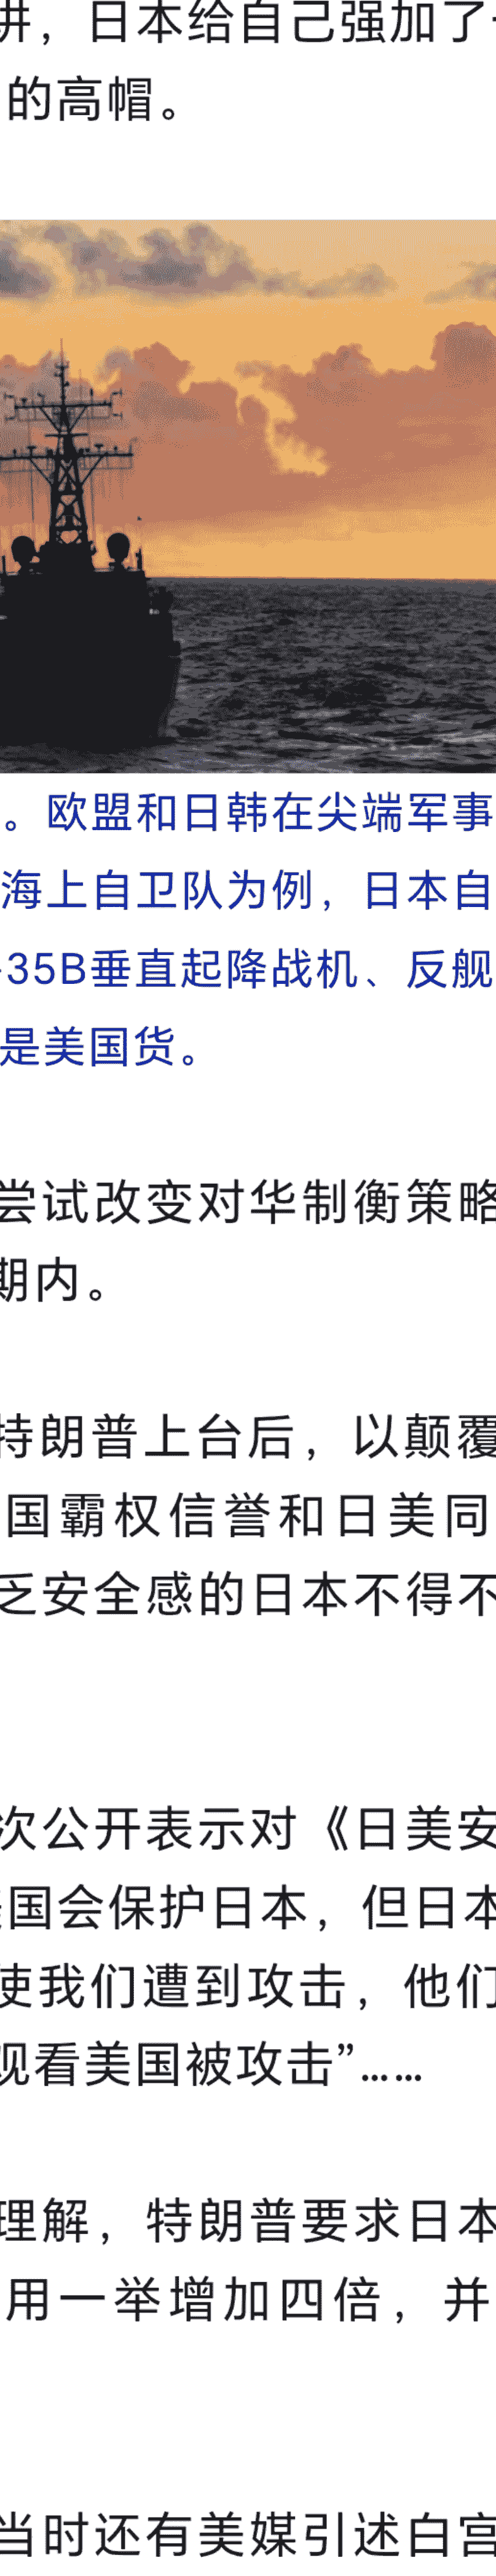 讲，日本给自己强加了
的高帽。
。欧盟和日韩在尖端军事
海上自卫队为例，日本自
-35B垂直起降战机、反舰
是美国货。
尝试改变对华制衡策略
期内。
特朗普上台后，以颠覆
国霸权信誉和日美同
乏安全感的日本不得不
次公开表示对《日美安
美国会保护日本，但日本
使我们遭到攻击，他们
观看美国被攻击”……
理解，特朗普要求日本
用一举增加四倍，并
当时还有美媒引述白宫